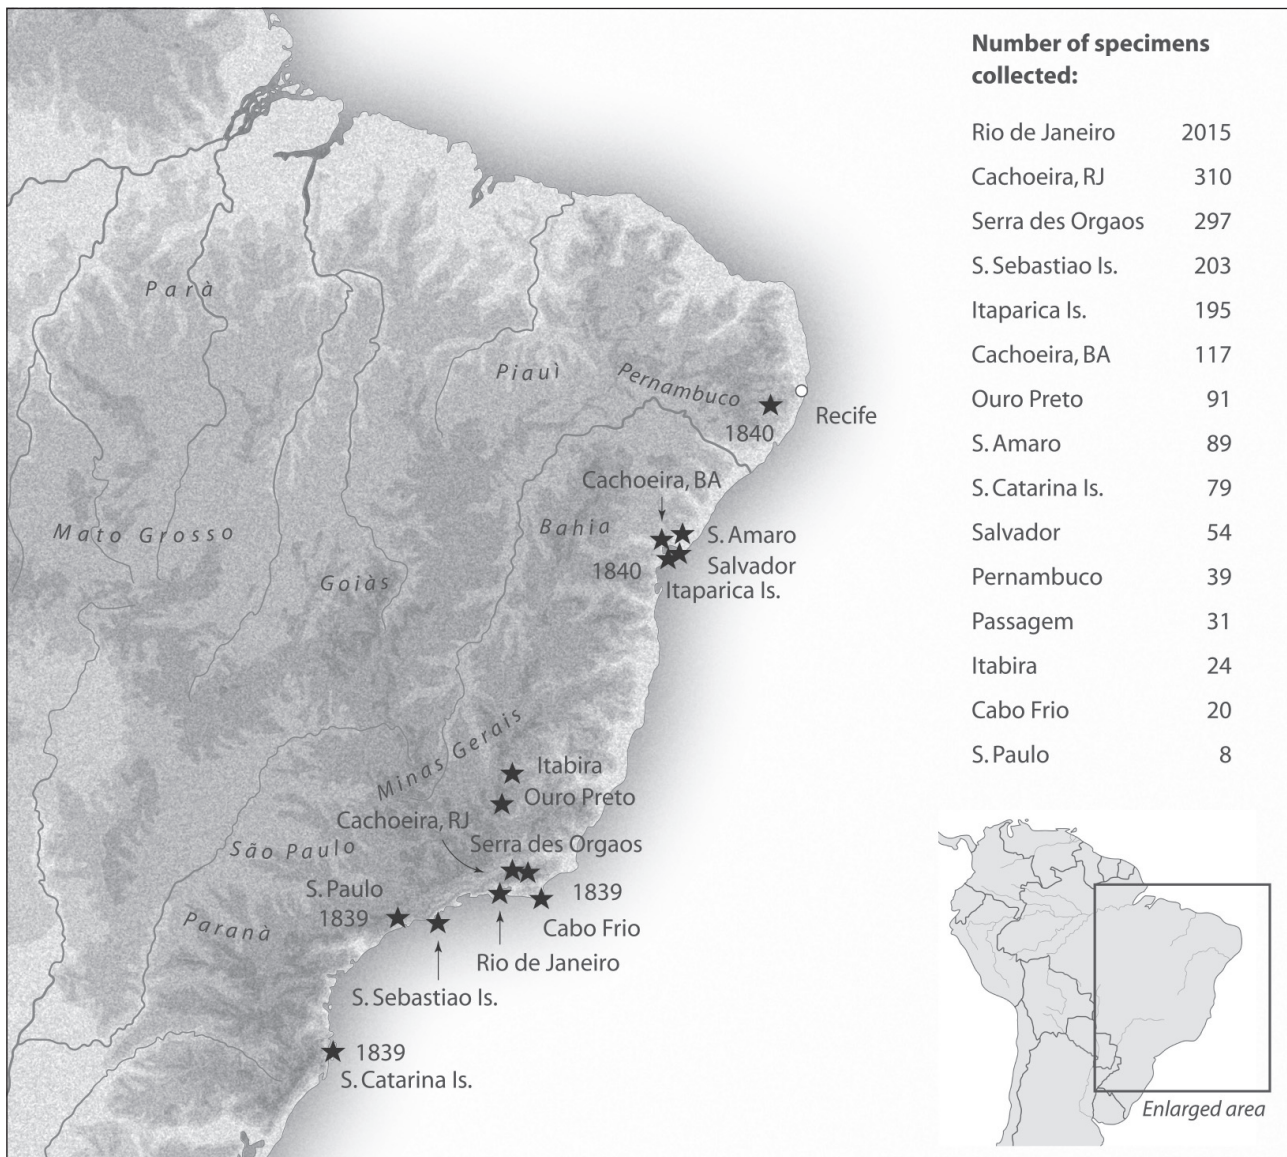 Number of specimens
collected:
Rio de Janeiro 2015
Cachoeira, RJ 310
Serra des Orgaos 297
S. Sebastiao Is. 203
Itaparica Is. 195
Cachoeira, BA 117
Ouro Preto 91
S. Amaro 89
S. Catarina Is. 79
Salvador 54
Pernambuco 39
Passagem 31
Itabira 24
Cabo Frio 20
S. Paulo 8
Parà
Piauì
Pernambuco
Recife
1840
Cachoeira, BA
Mato Grosso
Bahia
S. Amaro
Salvador
1840
Goiàs
Itaparica Is.
Minas Gerais
Itabira
Ouro Preto
Cachoeira, RJ
São Paulo
Serra des Orgaos
S. Paulo
1839
1839
Paranà
Cabo Frio
Rio de Janeiro
S. Sebastiao Is.
1839
S. Catarina Is.
Enlarged area